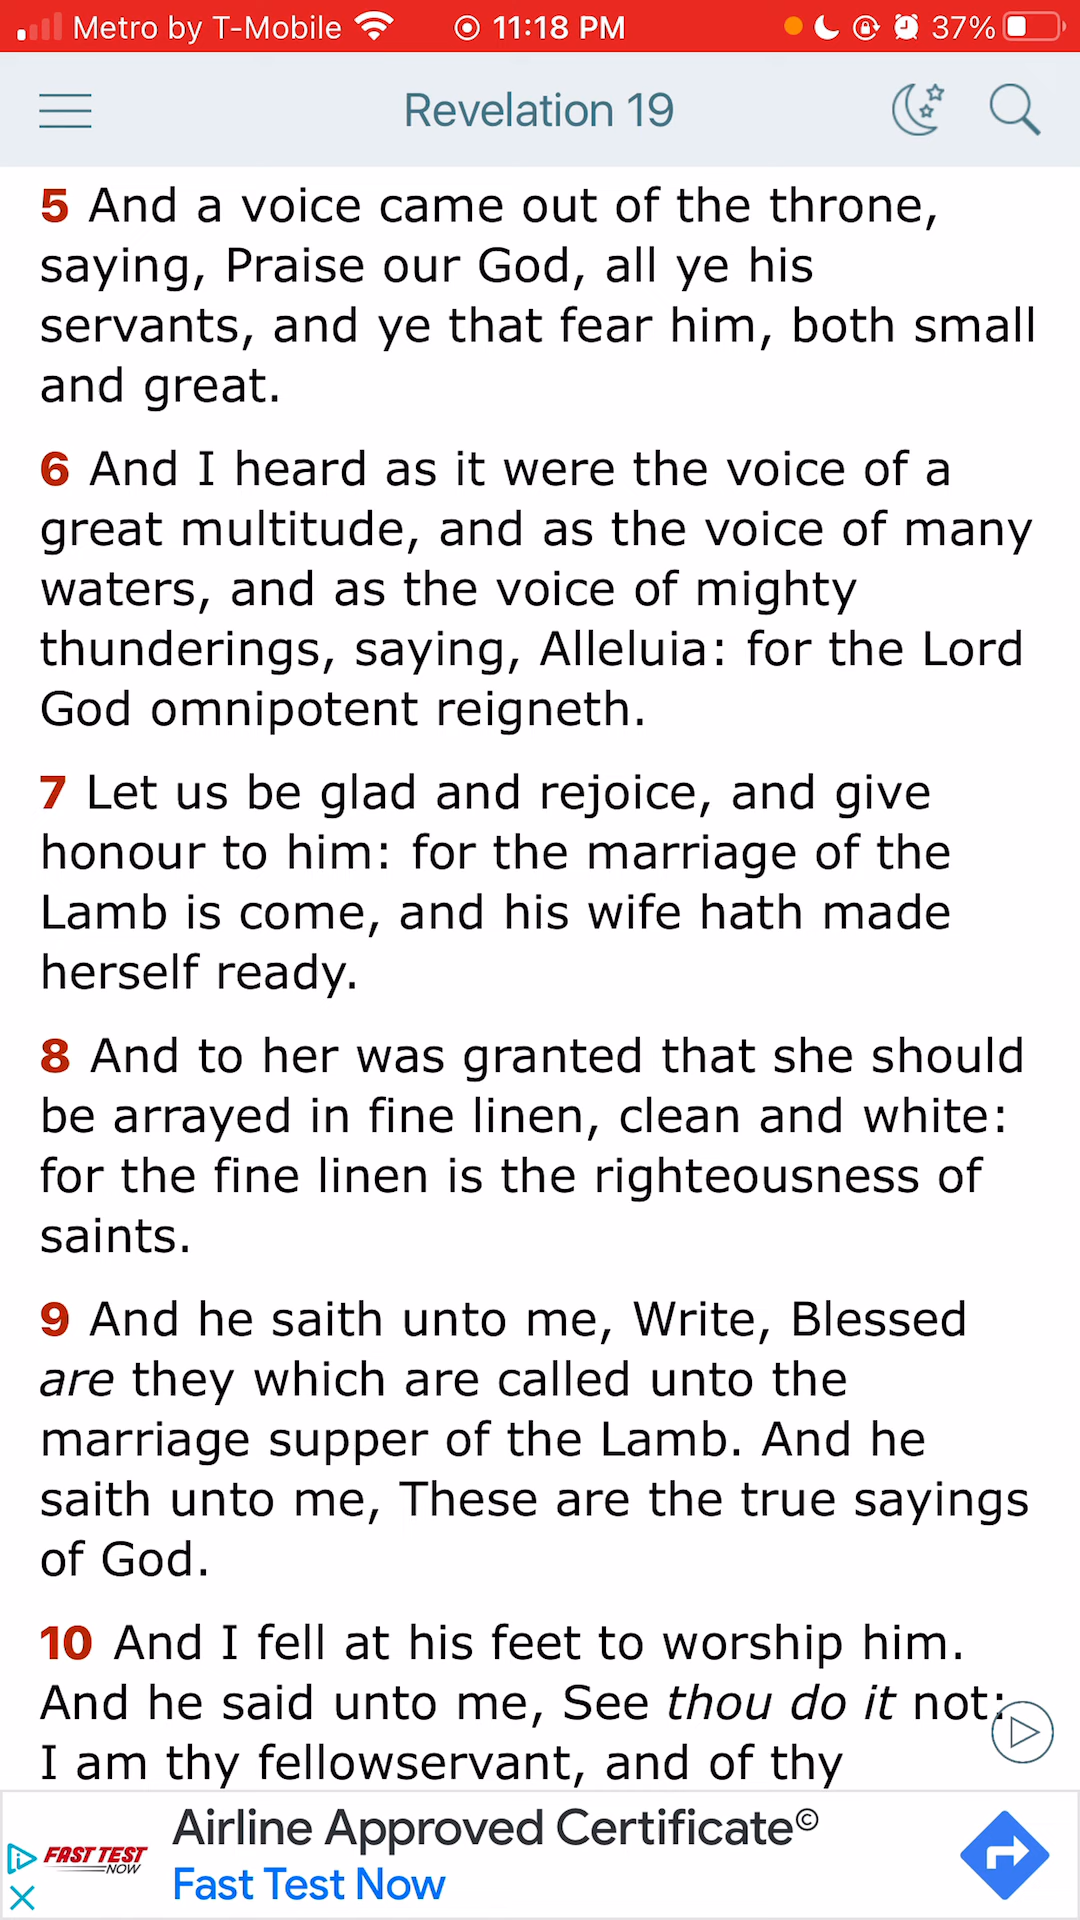 Metro by T-Mobile 11:18 PM 37%
Revelation 19
5 And a voice came out of the throne,
saying, Praise our God, all ye his
servants, and ye that fear him, both small
and great.
6 And I heard as it were the voice of a
great multitude, and as the voice of many
waters, and as the voice of mighty
thunderings, saying, Alleluia: for the Lord
God omnipotent reigneth.
7 Let us be glad and rejoice, and give
honour to him: for the marriage of the
Lamb is come, and his wife hath made
herself ready.
8 And to her was granted that she should
be arrayed in fine linen, clean and white:
for the fine linen is the righteousness of
saints.
9 And he saith unto me, Write, Blessed
are they which are called unto the
marriage supper of the Lamb. And he
saith unto me, These are the true sayings
of God.
10 And I fell at his feet to worship him.
And he said unto me, See thou do it not:
I am thy fellowservant, and of thy
Airline Approved Certificate©
FAST TEST
NOW
Fast Test Now